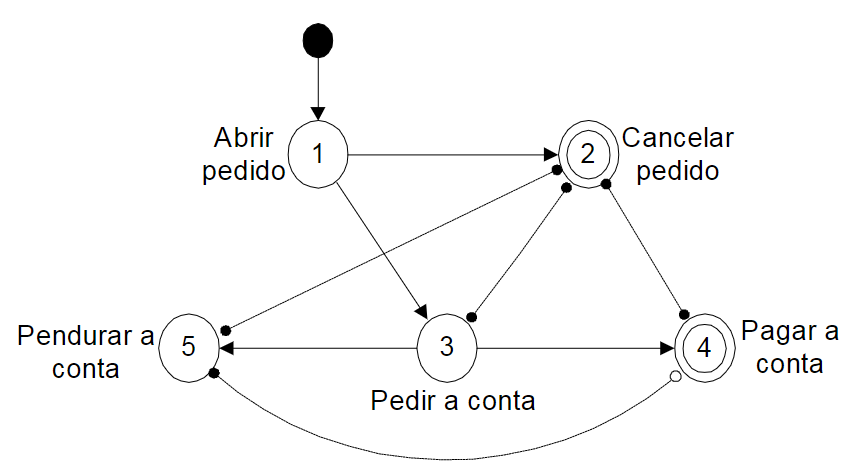 Abrir
pedido
1
2
Cancelar
pedido
Pendurar a
conta
5
3
4
Pagar a
conta
Pedir a conta